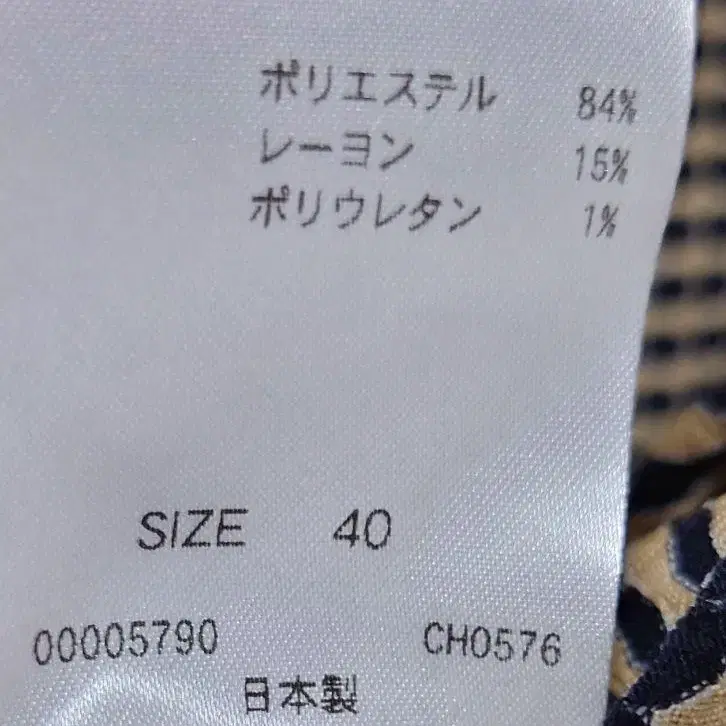 ポリエステル 84%
レーヨン 15%
ポリウレタン 1%
SIZE 40
00005790 CH0576
日本製